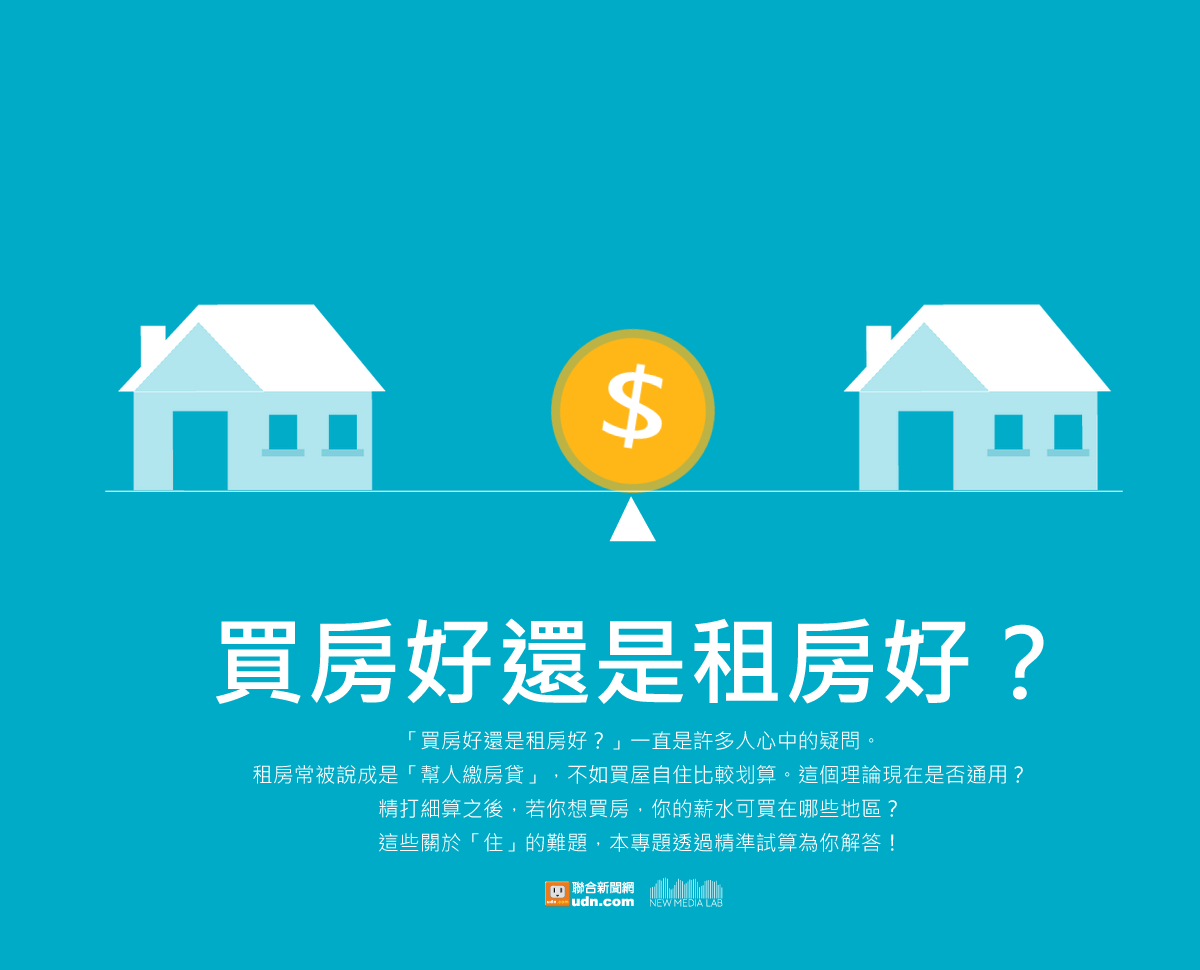 $
買房好還是租房好？
「買房好還是租房好？」一直是許多人心中的疑問。
租房常被說成是「幫人繳房貸」，不如買屋自住比較划算。這個理論現在是否通用？
精打細算之後，若你想買房，你的薪水可買在哪些地區？
這些關於「住」的難題，本專題透過精準試算為你解答！
聯合新聞網
udn.com
udn.com
NEW MEDIA LAB